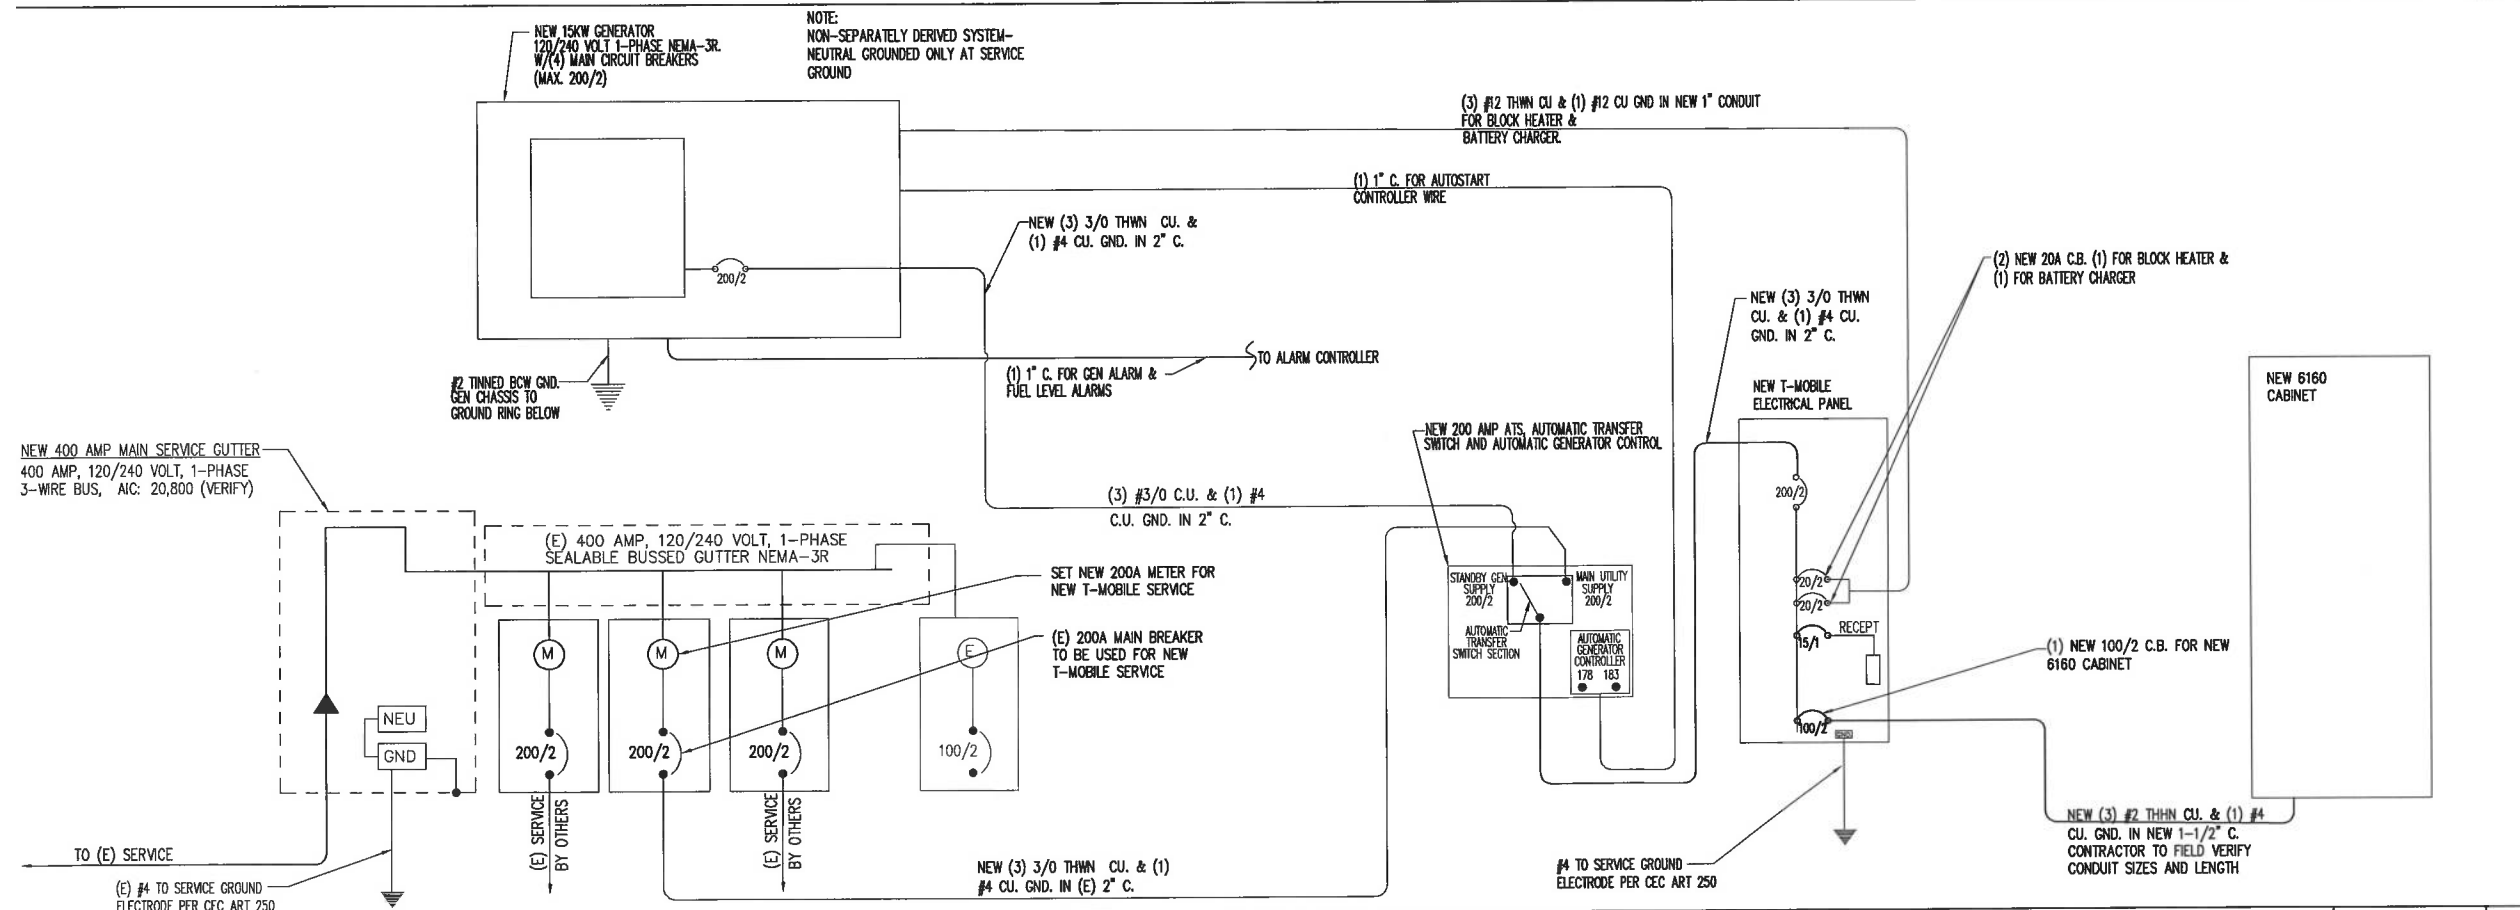 NEW 15KW GENERATOR
120/240 VOLT 1-PHASE NEMA-3R.
W/(4) MAIN CIRCUIT BREAKERS
(MAX. 200/2)
NOTE:
NON-SEPARATELY DERIVED SYSTEM-
NEUTRAL GROUNDED ONLY AT SERVICE
GROUND
(3) #12 THWN CU & (1) #12 CU GND IN NEW 1" CONDUIT
FOR BLOCK HEATER &
BATTERY CHARGER.
(1) 1" C. FOR AUTOSTART
CONTROLLER WIRE
NEW (3) 3/0 THWN CU. &
(1) #4 CU. GND. IN 2" C.
200/2
(2) NEW 20A C.B. (1) FOR BLOCK HEATER &
(1) FOR BATTERY CHARGER
NEW (3) 3/0 THWN
CU. & (1) #4 CU.
GND. IN 2" C.
TO ALARM CONTROLLER
(1) 1" C. FOR GEN ALARM &
FUEL LEVEL ALARMS
#2 TINNED BCW GND.
GEN CHASSIS TO
GROUND RING BELOW
NEW T-MOBILE
ELECTRICAL PANEL
NEW 6160
CABINET
NEW 200 AMP ATS, AUTOMATIC TRANSFER
SWITCH AND AUTOMATIC GENERATOR CONTROL
NEW 400 AMP MAIN SERVICE GUTTER
400 AMP, 120/240 VOLT, 1-PHASE
3-WIRE BUS, AIC: 20,800 (VERIFY)
(3) #3/0 C.U. & (1) #4
C.U. GND. IN 2" C.
200/2
(E) 400 AMP, 120/240 VOLT, 1-PHASE
SEALABLE BUSSED GUTTER NEMA-3R
SET NEW 200A METER FOR
NEW T-MOBILE SERVICE
STANDBY GEN
SUPPLY
200/2
MAIN UTILITY
SUPPLY
200/2
20/2
20/2
AUTOMATIC
TRANSFER
SWITCH SECTION
AUTOMATIC
GENERATOR
CONTROLLER
178 183
15/1
RECEPT
(E) 200A MAIN BREAKER
TO BE USED FOR NEW
T-MOBILE SERVICE
M
M
M
E
(1) NEW 100/2 C.B. FOR NEW
6160 CABINET
NEU
GND
200/2
200/2
200/2
100/2
100/2
(E) SERVICE
BY OTHERS
(E) SERVICE
BY OTHERS
NEW (3) #2 THHN CU. & (1) #4
CU. GND. IN NEW 1-1/2" C.
CONTRACTOR TO FIELD VERIFY
CONDUIT SIZES AND LENGTH
TO (E) SERVICE
NEW (3) 3/0 THWN CU. & (1)
#4 CU. GND. IN (E) 2" C.
#4 TO SERVICE GROUND
ELECTRODE PER CEC ART 250
(E) #4 TO SERVICE GROUND
ELECTRODE PER CEC ART 250